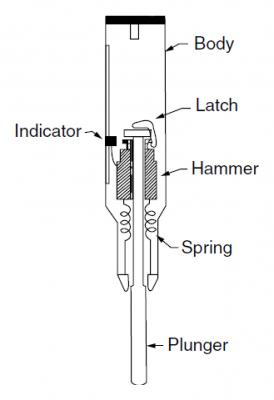 Body
Latch
Indicator
Hammer
Spring
Plunger